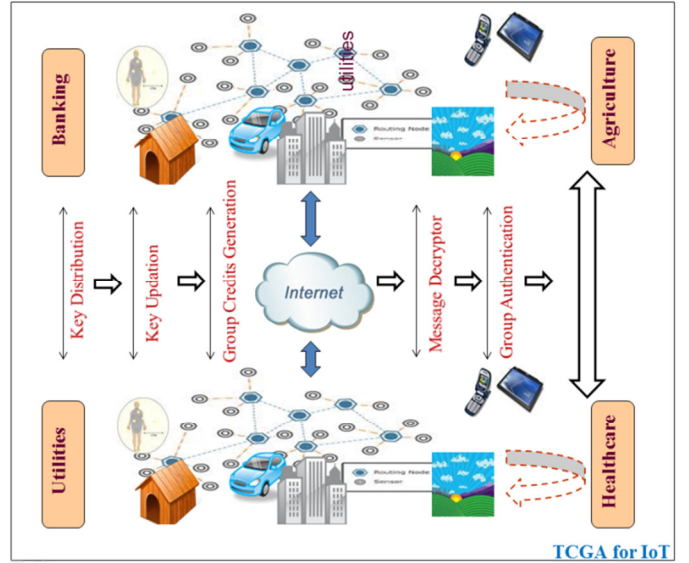 Banking
utilities
Agriculture
Routing Node
Sensor
Key Distribution
Key Updation
Group Credits Generation
Internet
Message Decryptor
Group Authentication
Utilities
Routing Node
Sensor
Healthcare
TCGA for IoT